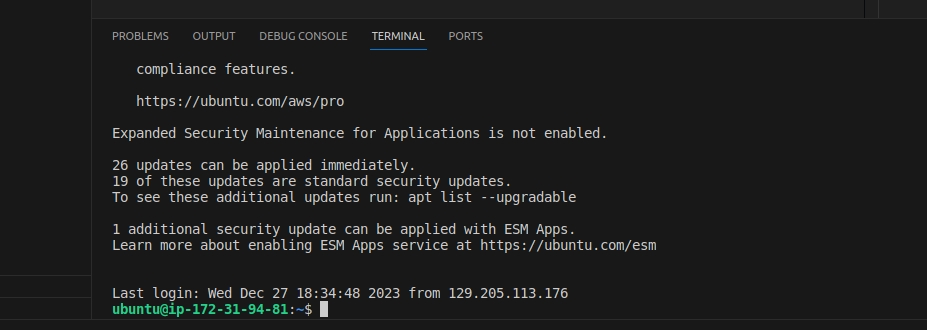 PROBLEMS OUTPUT DEBUG CONSOLE TERMINAL PORTS
compliance features.
https://ubuntu.com/aws/pro
Expanded Security Maintenance for Applications is not enabled.
26 updates can be applied immediately.
19 of these updates are standard security updates.
To see these additional updates run: apt list --upgradable
1 additional security update can be applied with ESM Apps.
Learn more about enabling ESM Apps service at https://ubuntu.com/esm
Last login: Wed Dec 27 18:34:48 2023 from 129.205.113.176
ubuntu@ip-172-31-94-81:~$